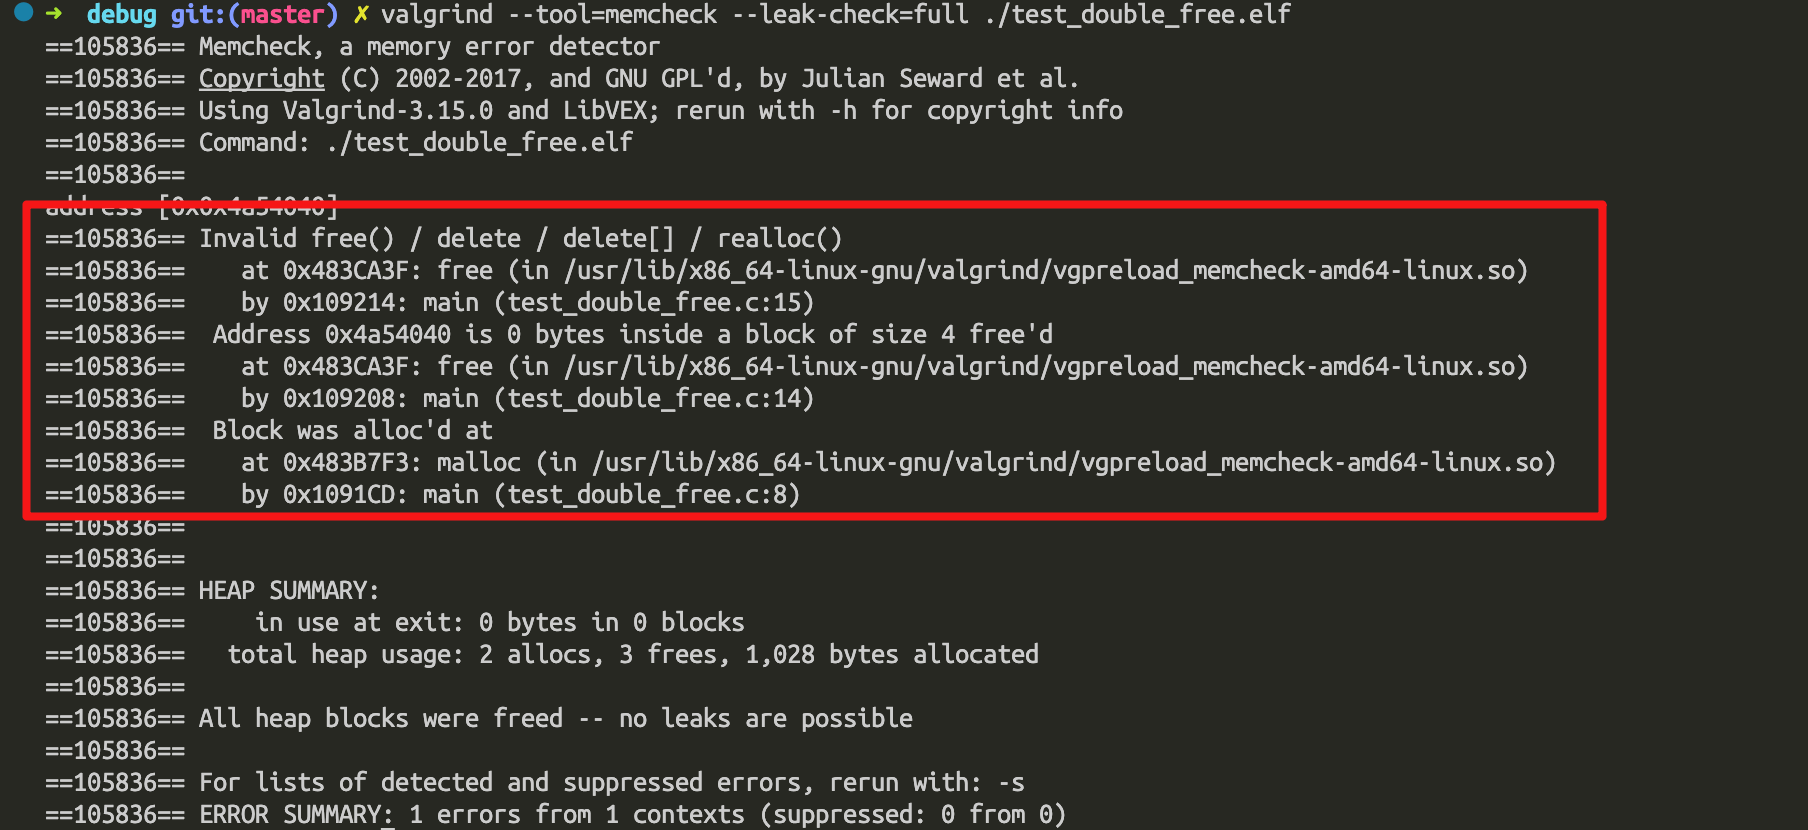 ➜ debug git:(master) ✗ valgrind --tool=memcheck --leak-check=full ./test_double_free.elf
==105836== Memcheck, a memory error detector
==105836== Copyright (C) 2002-2017, and GNU GPL'd, by Julian Seward et al.
==105836== Using Valgrind-3.15.0 and LibVEX; rerun with -h for copyright info
==105836== Command: ./test_double_free.elf
==105836==
address [0x0x4a54040]
==105836== Invalid free() / delete / delete[] / realloc()
==105836==    at 0x483CA3F: free (in /usr/lib/x86_64-linux-gnu/valgrind/vgpreload_memcheck-amd64-linux.so)
==105836==    by 0x109214: main (test_double_free.c:15)
==105836==  Address 0x4a54040 is 0 bytes inside a block of size 4 free'd
==105836==    at 0x483CA3F: free (in /usr/lib/x86_64-linux-gnu/valgrind/vgpreload_memcheck-amd64-linux.so)
==105836==    by 0x109208: main (test_double_free.c:14)
==105836==  Block was alloc'd at
==105836==    at 0x483B7F3: malloc (in /usr/lib/x86_64-linux-gnu/valgrind/vgpreload_memcheck-amd64-linux.so)
==105836==    by 0x1091CD: main (test_double_free.c:8)
==105836==
==105836==
==105836== HEAP SUMMARY:
==105836==     in use at exit: 0 bytes in 0 blocks
==105836==   total heap usage: 2 allocs, 3 frees, 1,028 bytes allocated
==105836==
==105836== All heap blocks were freed -- no leaks are possible
==105836==
==105836== For lists of detected and suppressed errors, rerun with: -s
==105836== ERROR SUMMARY: 1 errors from 1 contexts (suppressed: 0 from 0)